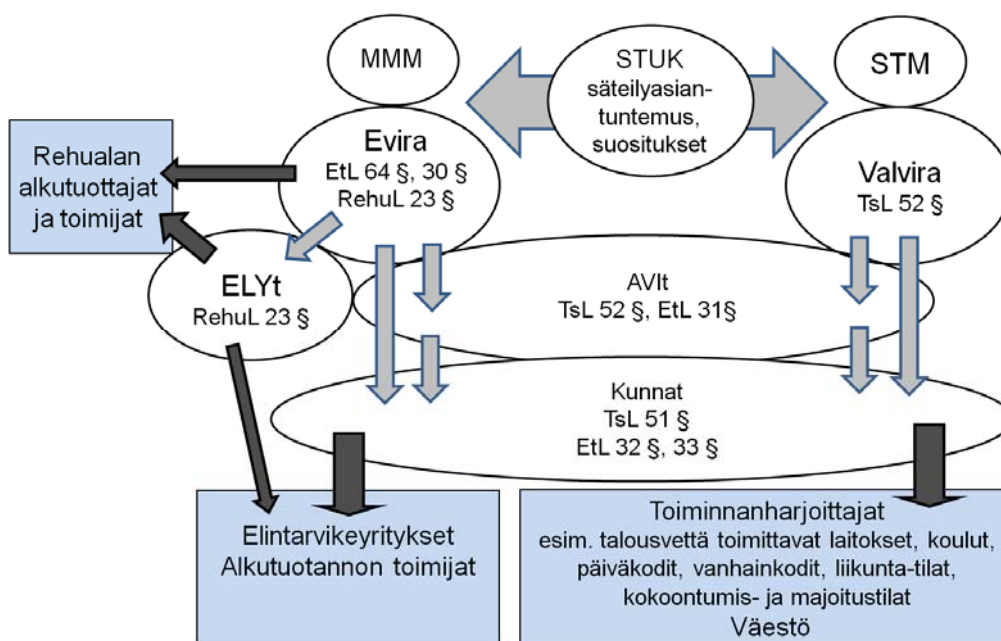 MMM
STUK
säteilyasian-
tuntemus,
suositukset
STM
Rehualan
alkutuottajat
ja toimijat
Evira
EtL 64 §, 30 §
RehuL 23 §
Valvira
TsL 52 §
ELYt
RehuL 23 §
AVIt
TsL 52 §, EtL 31§
Kunnat
TsL 51 §
EtL 32 §, 33 §
Elintarvikeyritykset
Alkutuotannon toimijat
Toiminnanharjoittajat
esim. talousvettä toimittavat laitokset, koulut,
päiväkodit, vanhainkodit, liikunta-tilat,
kokoontumis- ja majoitustilat
Väestö